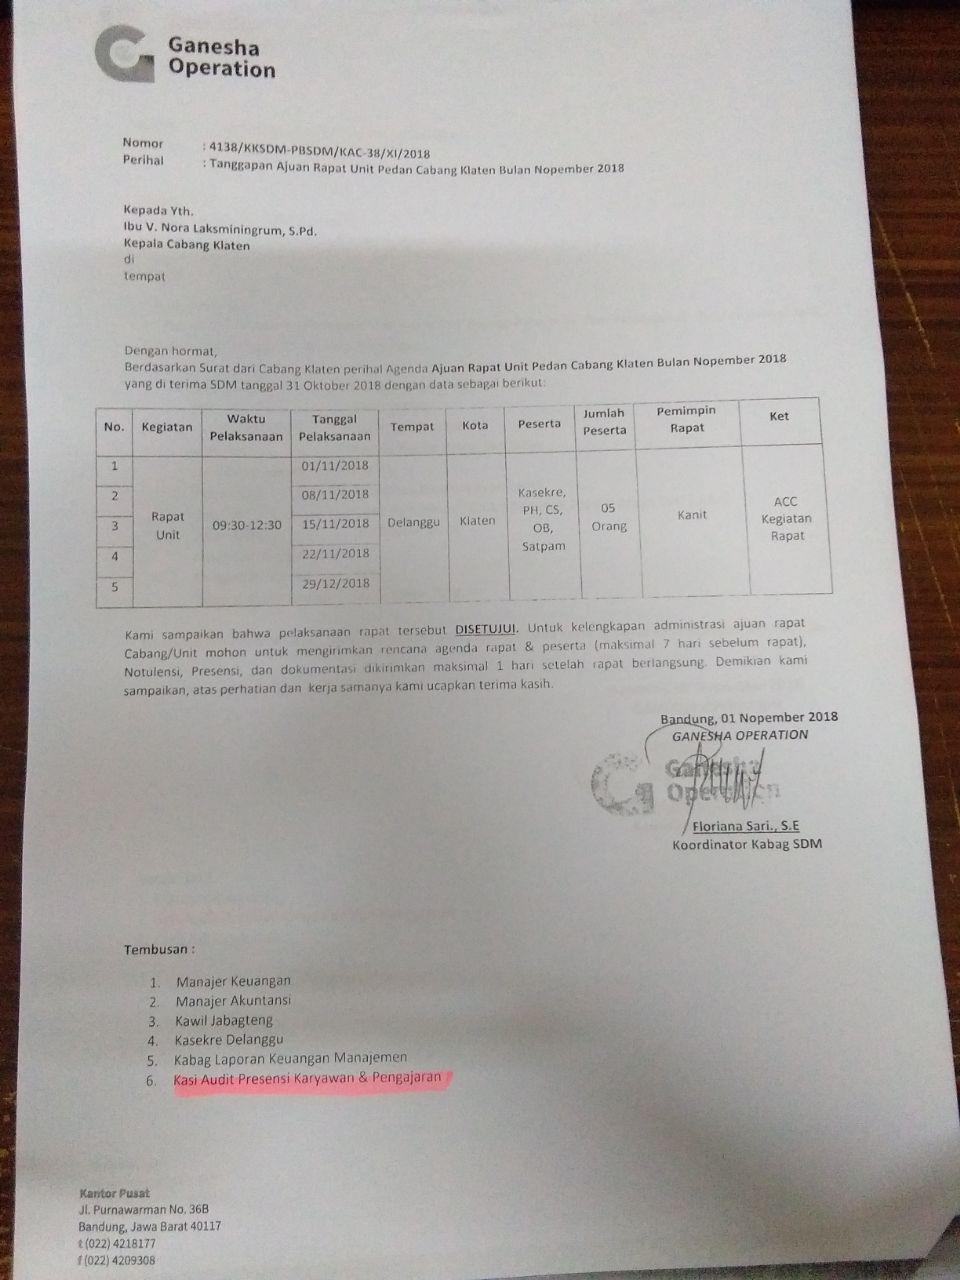 Ganesha
Operation
Nomor : 4138/KKSDM-PBSDM/KAC-38/XI/2018
Perihal : Tanggapan Ajuan Rapat Unit Pedan Cabang Klaten Bulan Nopember 2018
Kepada Yth.
Ibu V. Nora Laksminingrum, S.Pd.
Kepala Cabang Klaten
di
tempat
Dengan hormat,
Berdasarkan Surat dari Cabang Klaten perihal Agenda Ajuan Rapat Unit Pedan Cabang Klaten Bulan Nopember 2018
yang di terima SDM tanggal 31 Oktober 2018 dengan data sebagai berikut:
No. Kegiatan Waktu Pelaksanaan Tanggal Pelaksanaan Tempat Kota Peserta Jumlah Peserta Pemimpin Rapat Ket
1 01/11/2018
2 08/11/2018
3 Rapat Unit 09:30-12:30 15/11/2018 Delanggu Klaten Kasekre, PH, CS, OB, Satpam 05 Orang Kanit ACC Kegiatan Rapat
4 22/11/2018
5 29/12/2018
Kami sampaikan bahwa pelaksanaan rapat tersebut DISETUJUI. Untuk kelengkapan administrasi ajuan rapat
Cabang/Unit mohon untuk mengirimkan rencana agenda rapat & peserta (maksimal 7 hari sebelum rapat),
Notulensi, Presensi, dan dokumentasi dikirimkan maksimal 1 hari setelah rapat berlangsung. Demikian kami
sampaikan, atas perhatian dan kerja samanya kami ucapkan terima kasih.
Bandung, 01 Nopember 2018
GANESHA OPERATION
Ganesha
Operation
Floriana Sari., S.E
Koordinator Kabag SDM
Tembusan :
1. Manajer Keuangan
2. Manajer Akuntansi
3. Kawil Jabagteng
4. Kasekre Delanggu
5. Kabag Laporan Keuangan Manajemen
6. Kasi Audit Presensi Karyawan & Pengajaran
Kantor Pusat
Jl. Purnawarman No. 36B
Bandung, Jawa Barat 40117
t (022) 4218177
f (022) 4209308